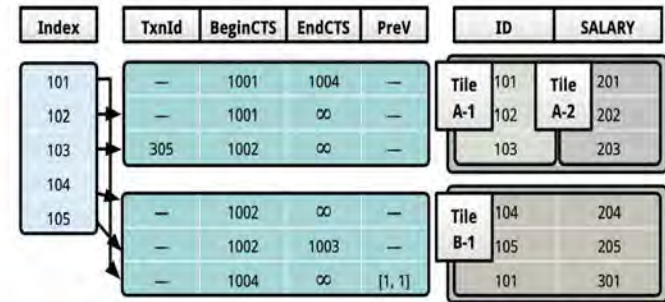 Index TxnId BeginCTS EndCTS PreV ID SALARY
101 — 1001 1004 — Tile A-1 101 Tile A-2 201
102 — 1001 ∞ — 102 202
103 305 1002 ∞ — 103 203
104 — 1002 ∞ — Tile B-1 104 204
105 — 1002 1003 — 105 205
— 1004 ∞ [1, 1] 101 301